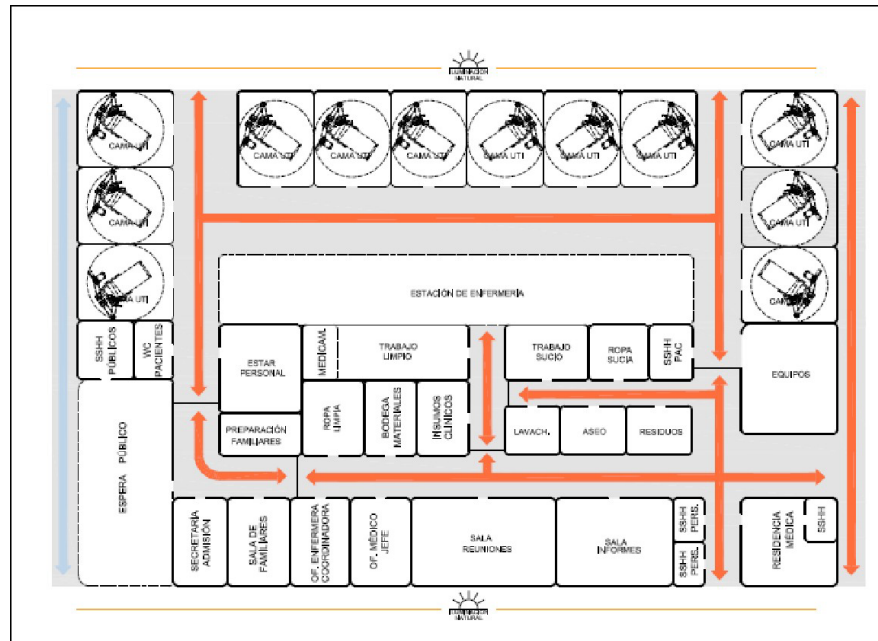 NATURAL
CAMA UTI
CAMA UTI
CAMA UTI
CAMA UTI
CAMA UTI
CAMA UTI
CAMA UTI
CAMA UTI
CAMA UTI
CAMA UTI
CAMA UTI
CAMA UTI
ESTACIÓN DE ENFERMERÍA
SSHH
PÚBLICOS
WC
PACIENTES
ESTAR
PERSONAL
MEDICAM.
TRABAJO
LIMPIO
TRABAJO
SUCIO
ROPA
SUCIA
SSHH
PAC
EQUIPOS
PREPARACIÓN
FAMILIARES
ROPA
LIMPIA
BODEGA
MATERIALES
INSUMOS
CLÍNICOS
LAVACH.
ASEO
RESIDUOS
ESPERA PÚBLICO
SECRETARÍA
ADMISIÓN
SALA DE
FAMILIARES
OF. ENFERMERA
COORDINADORA
OF. MÉDICO
JEFE
SALA
REUNIONES
SALA
INFORMES
SSHH
PERS.
SSHH
PERS.
RESIDENCIA
MÉDICA
SSHH
NATURAL